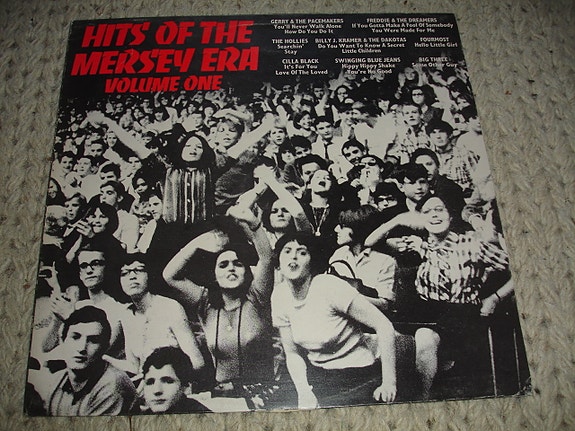 HITS OF THE
MERSEY ERA
VOLUME ONE
GERRY & THE PACEMAKERS
You'll Never Walk Alone
How Do You Do It
FREDDIE & THE DREAMERS
If You Gotta Make A Fool Of Somebody
You Were Made For Me
THE HOLLIES
Searchin'
Stay
BILLY J. KRAMER & THE DAKOTAS
Do You Want To Know A Secret
Little Children
FOURMOST
Hello Little Girl
CILLA BLACK
It's For You
Love Of The Loved
SWINGING BLUE JEANS
Hippy Hippy Shake
You're No Good
BIG THREE
Some Other Guy